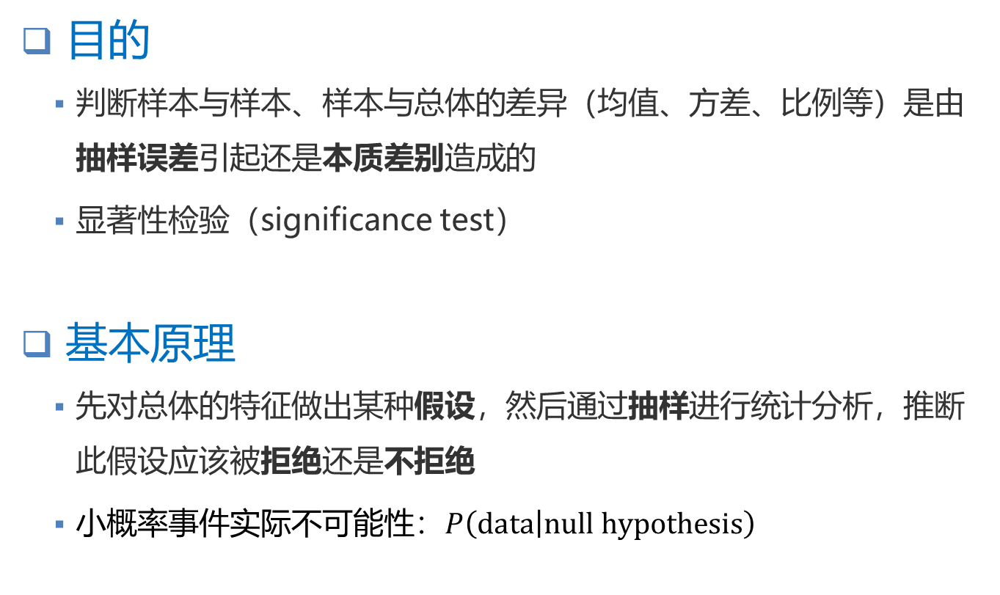 目的
判断样本与样本、样本与总体的差异（均值、方差、比例等）是由
抽样误差引起还是本质差别造成的
显著性检验（significance test）
基本原理
先对总体的特征做出某种假设，然后通过抽样进行统计分析，推断
此假设应该被拒绝还是不拒绝
小概率事件实际不可能性：P(data|null hypothesis)